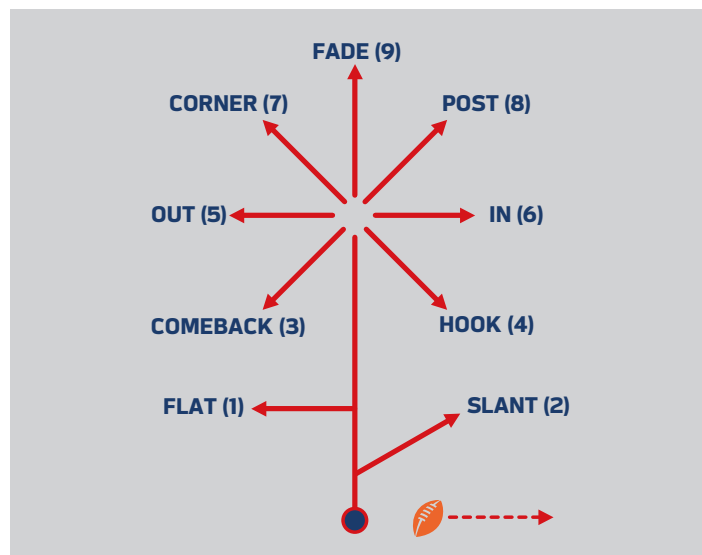 FADE (9)
CORNER (7)
POST (8)
OUT (5)
IN (6)
COMEBACK (3)
HOOK (4)
FLAT (1)
SLANT (2)